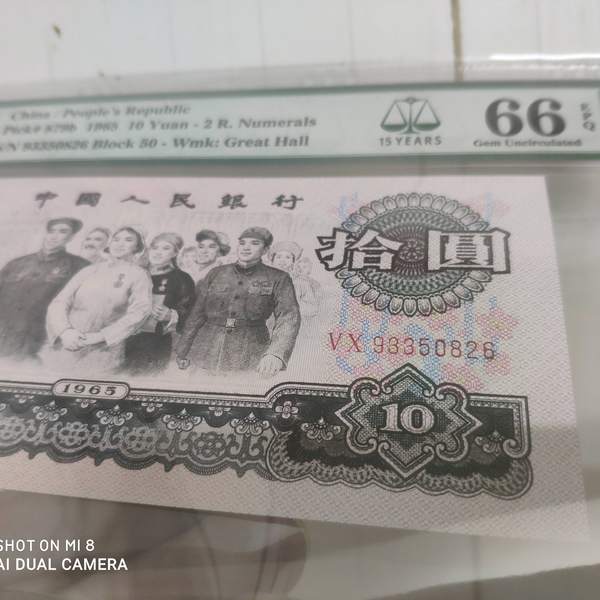 China / People's Republic
Pick# 879b 1965 10 Yuan - 2 R. Numerals
S/N 93350826 Block 50 - Wmk: Great Hall
15 YEARS
66 EPQ
Gem Uncirculated
中國人民銀行
拾圓
VX 93350826
1965
10
SHOT ON MI 8
AI DUAL CAMERA